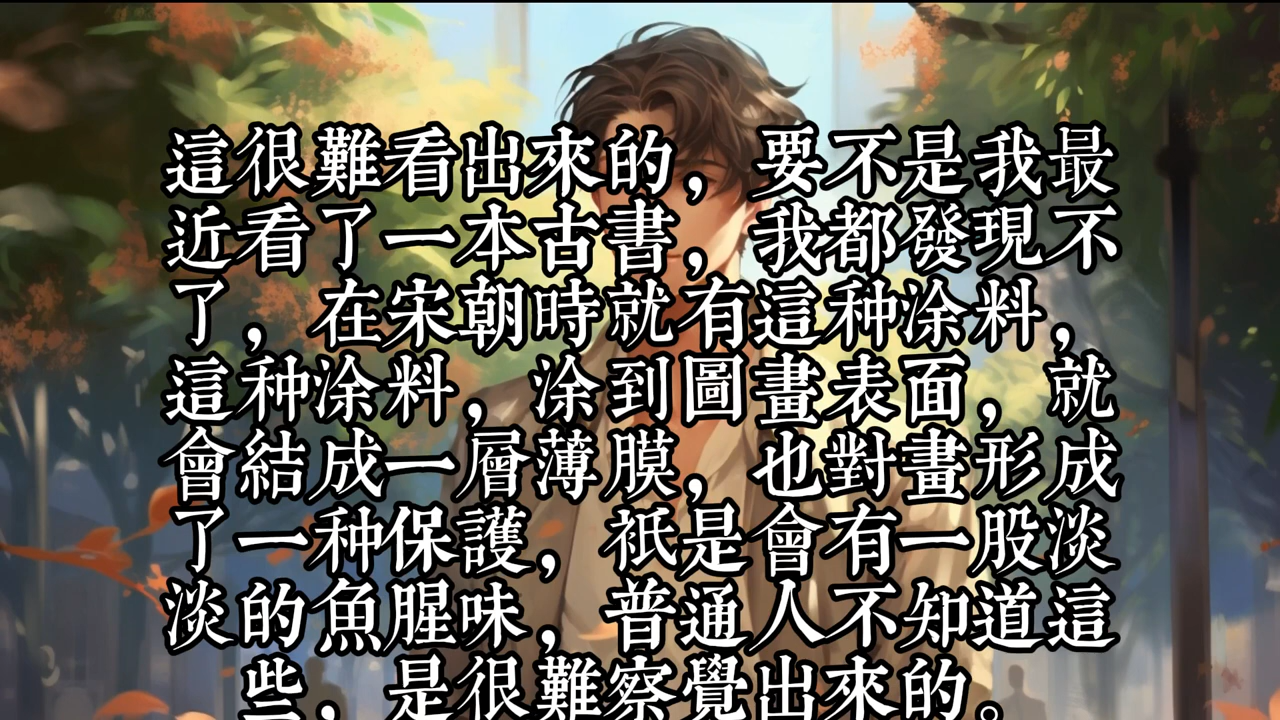 這很難看出來的，要不是我最
近看了一本古書，我都發現不
了，在宋朝時就有這种涂料，
這种涂料，涂到圖畫表面，就
會結成一層薄膜，也對畫形成
了一种保護，祇是會有一股淡
淡的魚腥味，普通人不知道這
些，是很難察覺出來的。